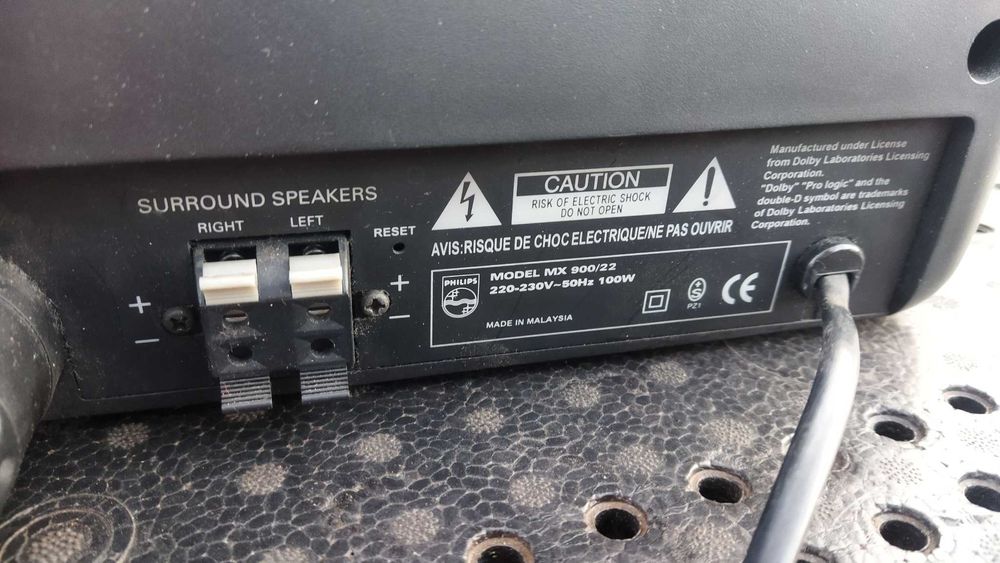 SURROUND SPEAKERS
RIGHT LEFT
RESET
+ +
− −
CAUTION
RISK OF ELECTRIC SHOCK
DO NOT OPEN
AVIS:RISQUE DE CHOC ELECTRIQUE/NE PAS OUVRIR
PHILIPS
MODEL MX 900/22
220-230V~50Hz 100W
MADE IN MALAYSIA
S
PZ1
CE
Manufactured under License
from Dolby Laboratories Licensing
Corporation.
"Dolby" "Pro logic" and the
double-D symbol are trademarks
of Dolby Laboratories Licensing
Corporation.